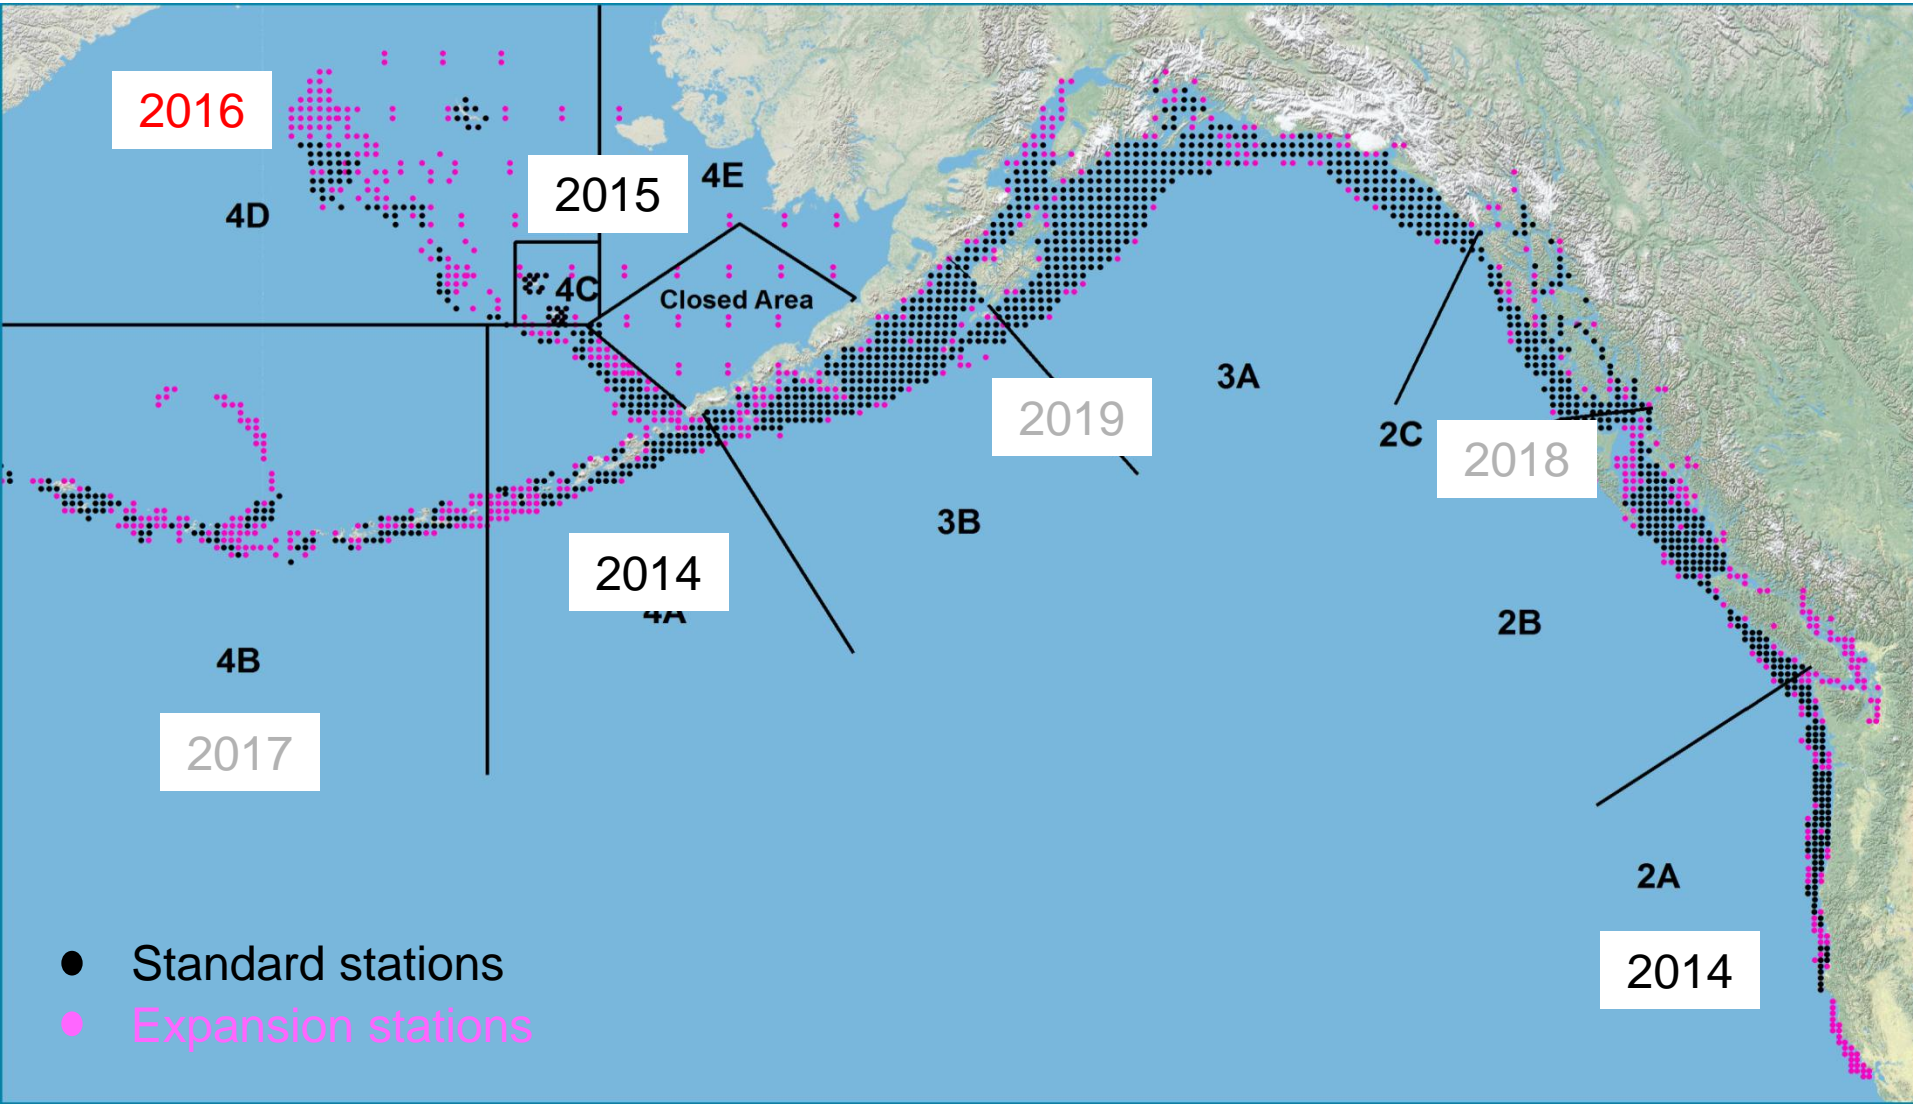 2016
2015
4E
4D
4C
Closed Area
3A
2019
2C
2018
3B
2014
4A
2B
4B
2017
2A
Standard stations
2014
Expansion stations